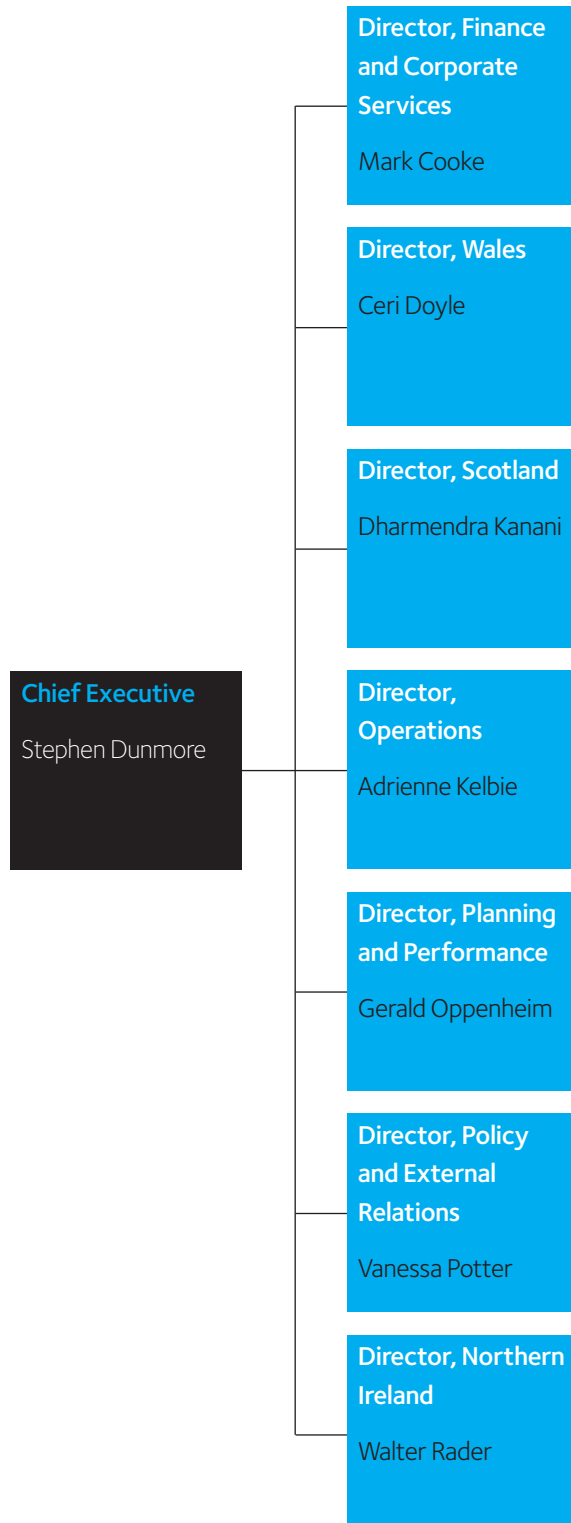 Director, Finance
and Corporate
Services
Mark Cooke
Director, Wales
Ceri Doyle
Director, Scotland
Dharmendra Kanani
Chief Executive
Stephen Dunmore
Director,
Operations
Adrienne Kelbie
Director, Planning
and Performance
Gerald Oppenheim
Director, Policy
and External
Relations
Vanessa Potter
Director, Northern
Ireland
Walter Rader